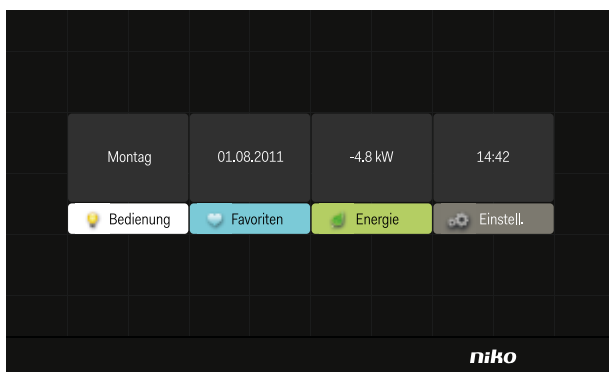 Montag 01.08.2011 -4.8 kW 14:42
Bedienung Favoriten Energie Einstell.
niko